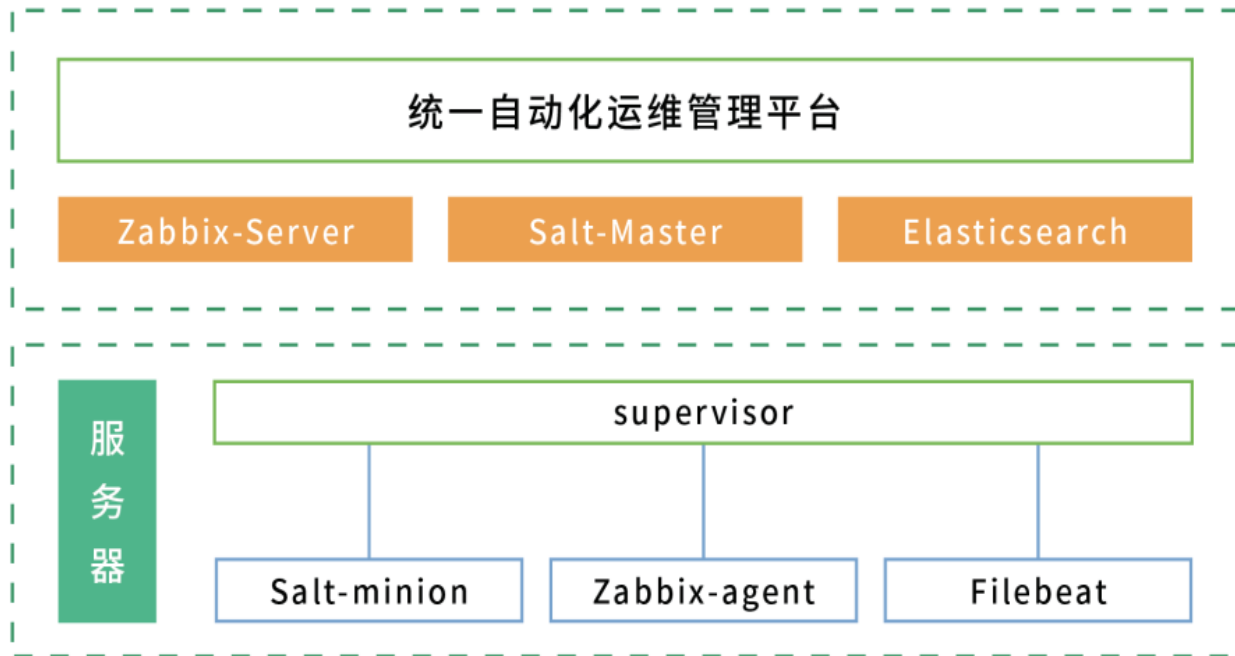 统一自动化运维管理平台
Zabbix-Server
Salt-Master
Elasticsearch
服务器
supervisor
Salt-minion
Zabbix-agent
Filebeat